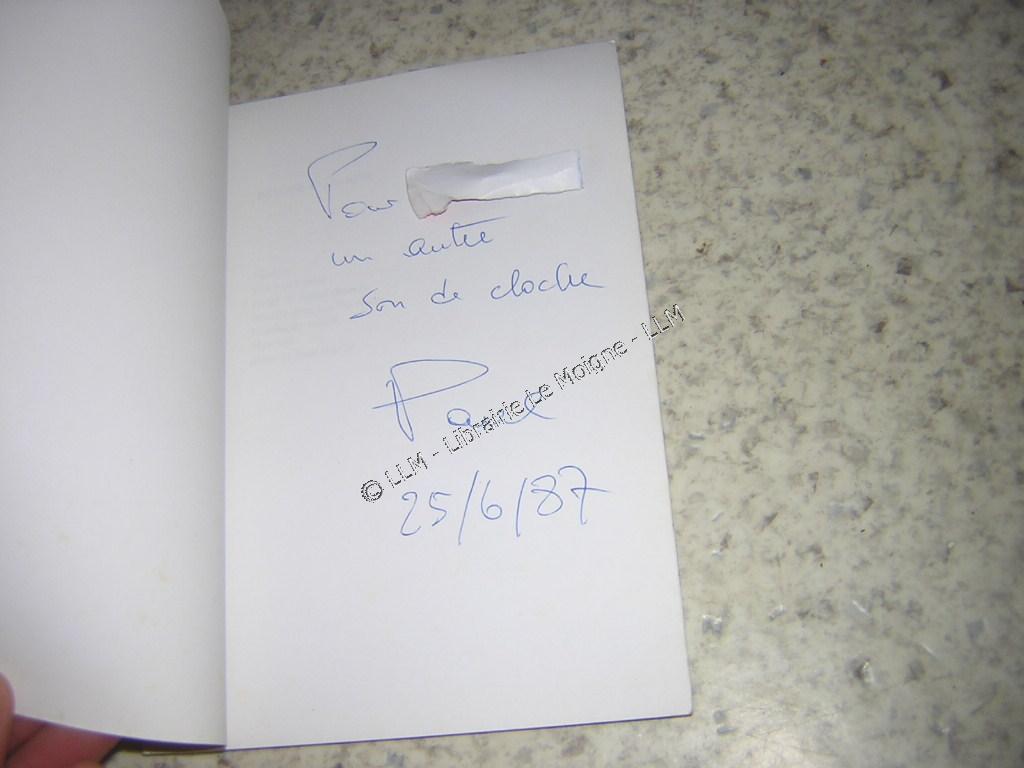 Pour
un autre
son de cloche
25/6/87
© LLM - Librairie Le Moigne - LLM